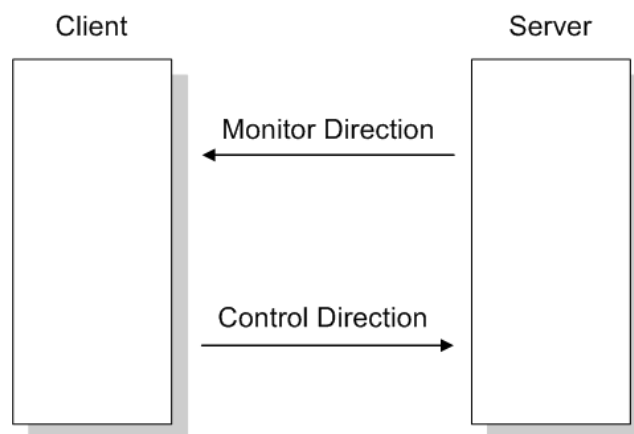 Client
Server
Monitor Direction
Control Direction